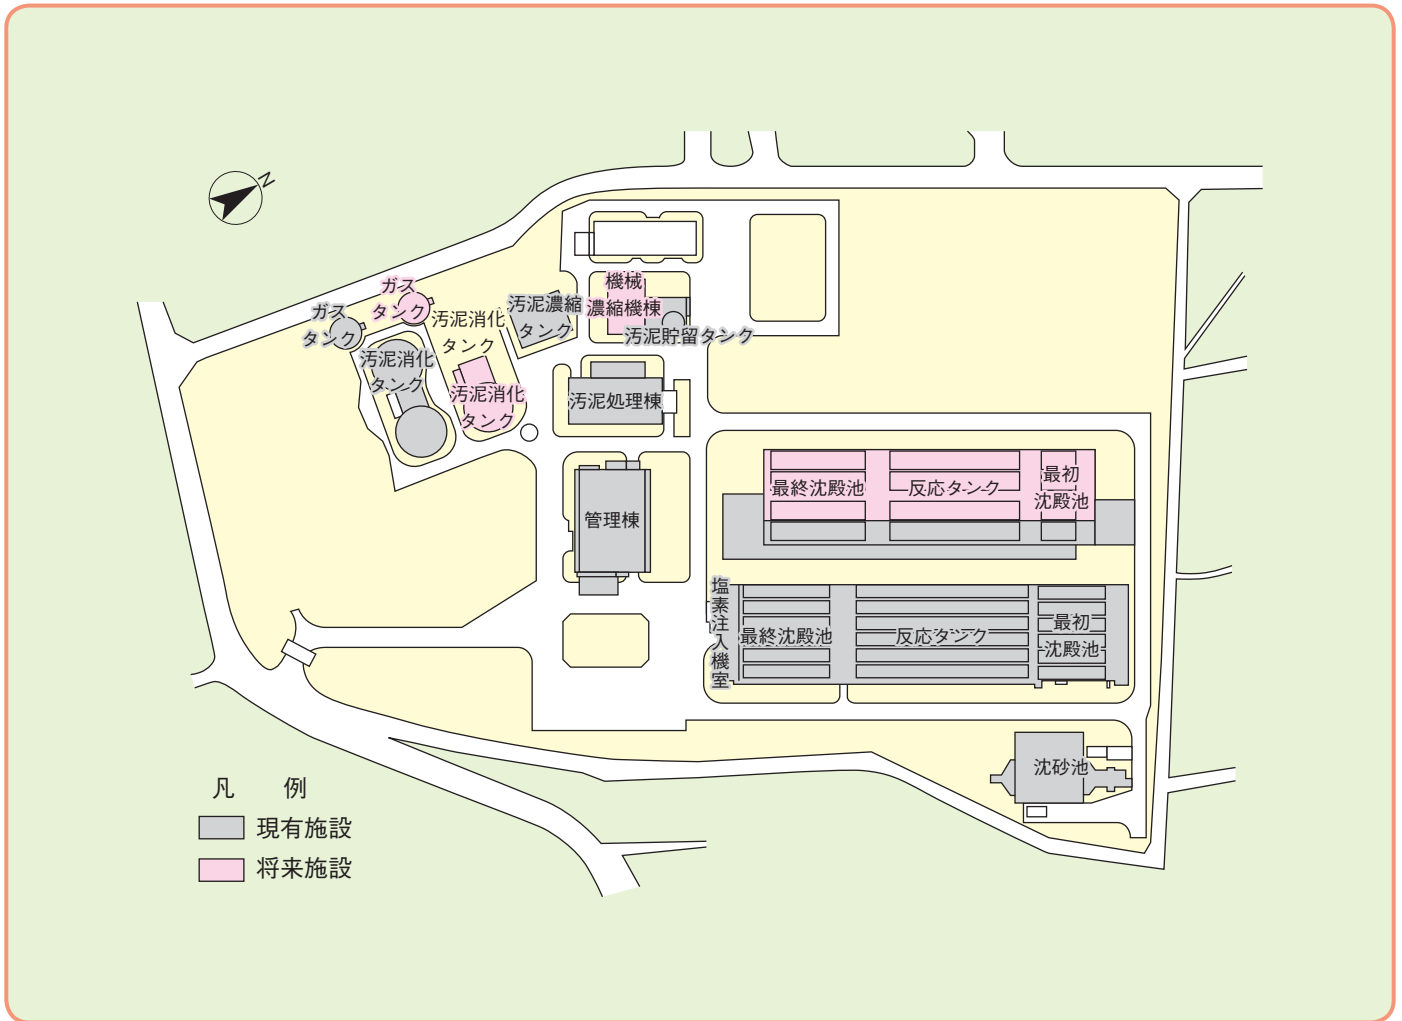 N
機械
濃縮機棟
ガス
タンク
ガス
タンク
汚泥消化
タンク
汚泥濃縮
タンク
汚泥貯留タンク
汚泥消化
タンク
汚泥消化
タンク
汚泥処理棟
管理棟
最終沈殿池
反応タンク
最初
沈殿池
塩素注入機室
最終沈殿池
反応タンク
最初
沈殿池
沈砂池
凡 例
現有施設
将来施設